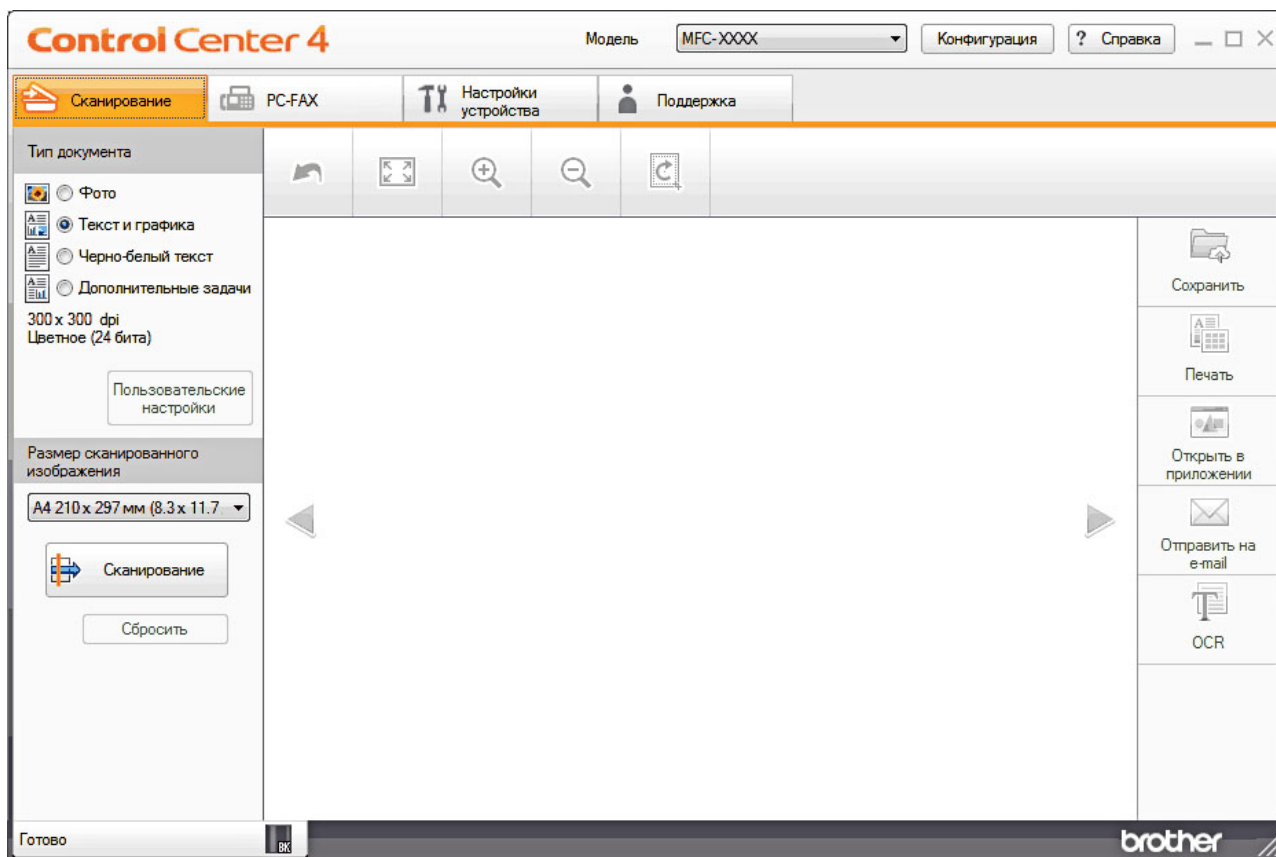 Control Center 4
Модель
MFC-XXXX
Конфигурация
? Справка
Сканирование
PC-FAX
Настройки
устройства
Поддержка
Тип документа
Фото
Текст и графика
Черно-белый текст
Дополнительные задачи
300 x 300 dpi
Цветное (24 бита)
Пользовательские
настройки
Размер сканированного
изображения
A4 210 x 297 мм (8.3 x 11.7
Сканирование
Сбросить
Сохранить
Печать
Открыть в
приложении
Отправить на
e-mail
OCR
Готово
BK
brother